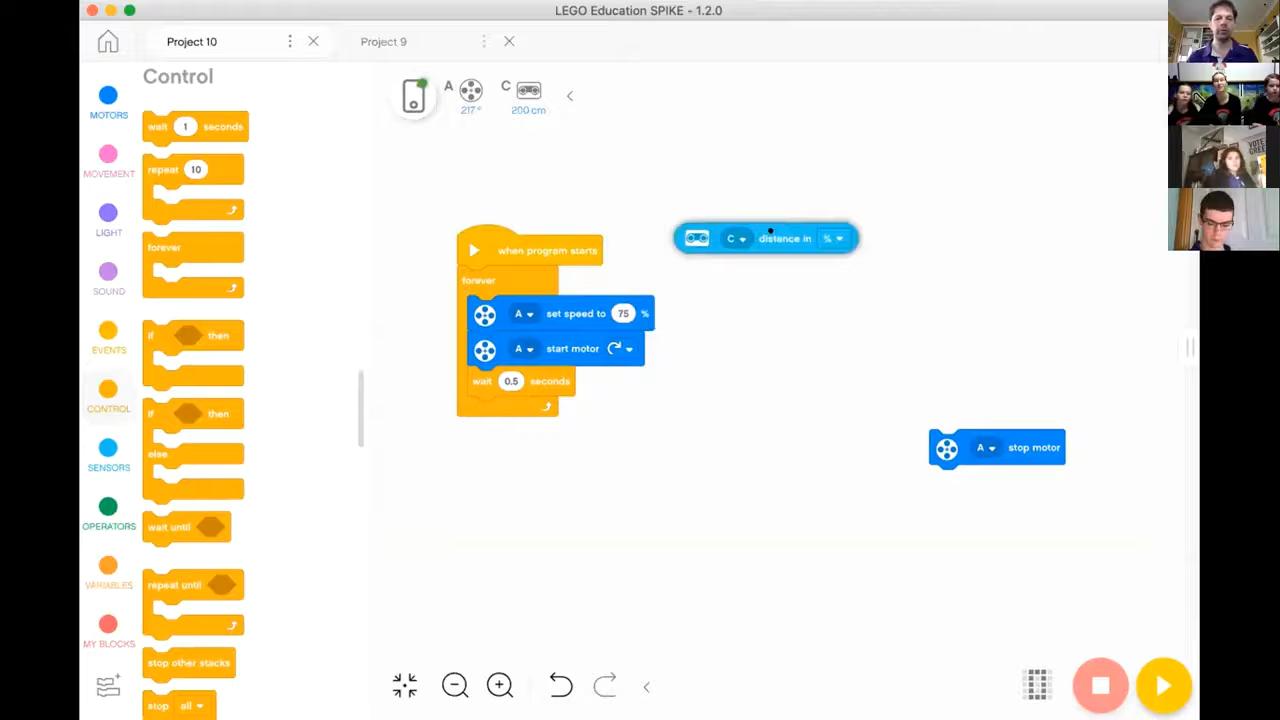 LEGO Education SPIKE - 1.2.0
Project 10
Project 9
Control
A
217°
C
200 cm
MOTORS
MOVEMENT
LIGHT
SOUND
EVENTS
CONTROL
SENSORS
OPERATORS
VARIABLES
MY BLOCKS
wait 1 seconds
repeat 10
forever
if then
if then
else
wait until
repeat until
stop other stacks
stop all
when program starts
forever
A set speed to 75 %
A start motor
wait 0.5 seconds
C distance in %
A stop motor
VOTE
GREE